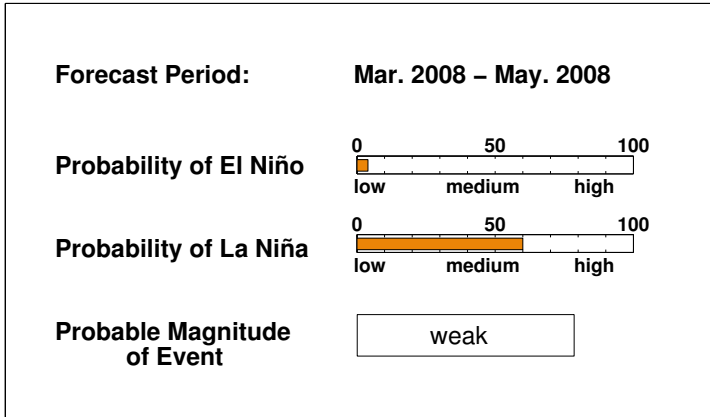 Forecast Period: Mar. 2008 – May. 2008
0 50 100
Probability of El Niño
low medium high
0 50 100
Probability of La Niña
low medium high
Probable Magnitude
of Event
weak